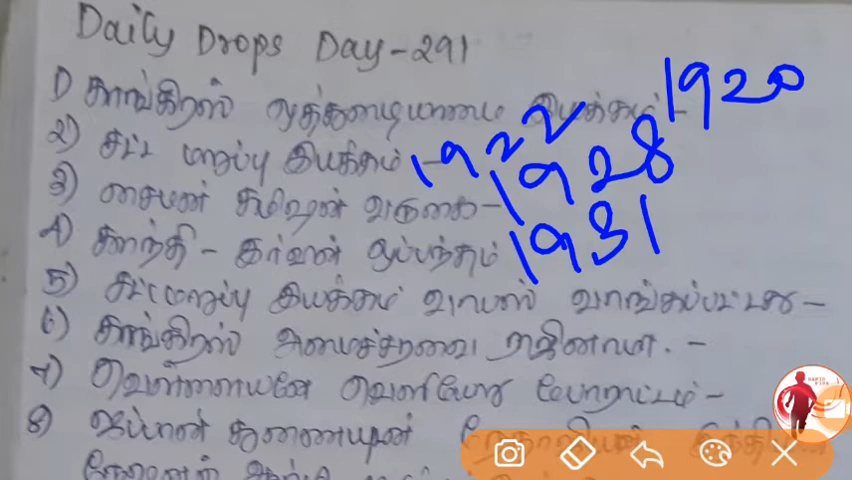 Daily Drops Day-291
1) காங்கிரஸ் ஒத்துழையாமை இயக்கம் - 1920
2) சட்ட மறுப்பு இயக்கம் - 1922
3) சைமன் கமிஷன் வருகை - 1928
4) காந்தி - இர்வின் ஒப்பந்தம் 1931
5) சட்டமறுப்பு இயக்கம் வாபஸ் வாங்கப்பட்டது -
6) காங்கிரஸ் அமைச்சரவை ராஜினாமா. -
7) வெள்ளையனே வெளியேறு போராட்டம் -
8) ஜப்பான் துணையுடன்